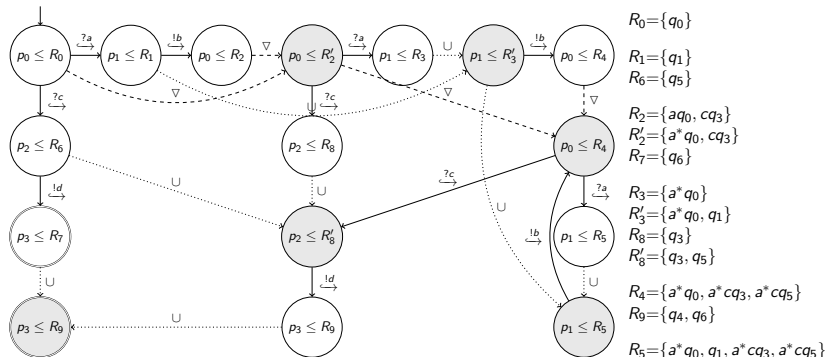 p₀ ≤ R₀ ?a↪ p₁ ≤ R₁ !b↪ p₀ ≤ R₂ ∇ p₀ ≤ R′₂ ?a↪ p₁ ≤ R₃ ∪ p₁ ≤ R′₃ !b↪ p₀ ≤ R₄
∇ ∪ ∇ ∇
?c↪ ?c↪
p₂ ≤ R₆ p₂ ≤ R₈ p₀ ≤ R₄
∪ ∪ ?c↪ ?a↪
!d↪ ∪
p₃ ≤ R₇ p₂ ≤ R′₈ !b↪ p₁ ≤ R₅
∪ !d↪ ∪
p₃ ≤ R₉ ∪ p₃ ≤ R₉ p₁ ≤ R₅
R₀={q₀}
R₁={q₁}
R₆={q₅}
R₂={aq₀, cq₃}
R′₂={a*q₀, cq₃}
R₇={q₆}
R₃={a*q₀}
R′₃={a*q₀, q₁}
R₈={q₃}
R′₈={q₃, q₅}
R₄={a*q₀, a*cq₃, a*cq₅}
R₉={q₄, q₆}
R₅={a*q₀, q₁, a*cq₃, a*cq₅}